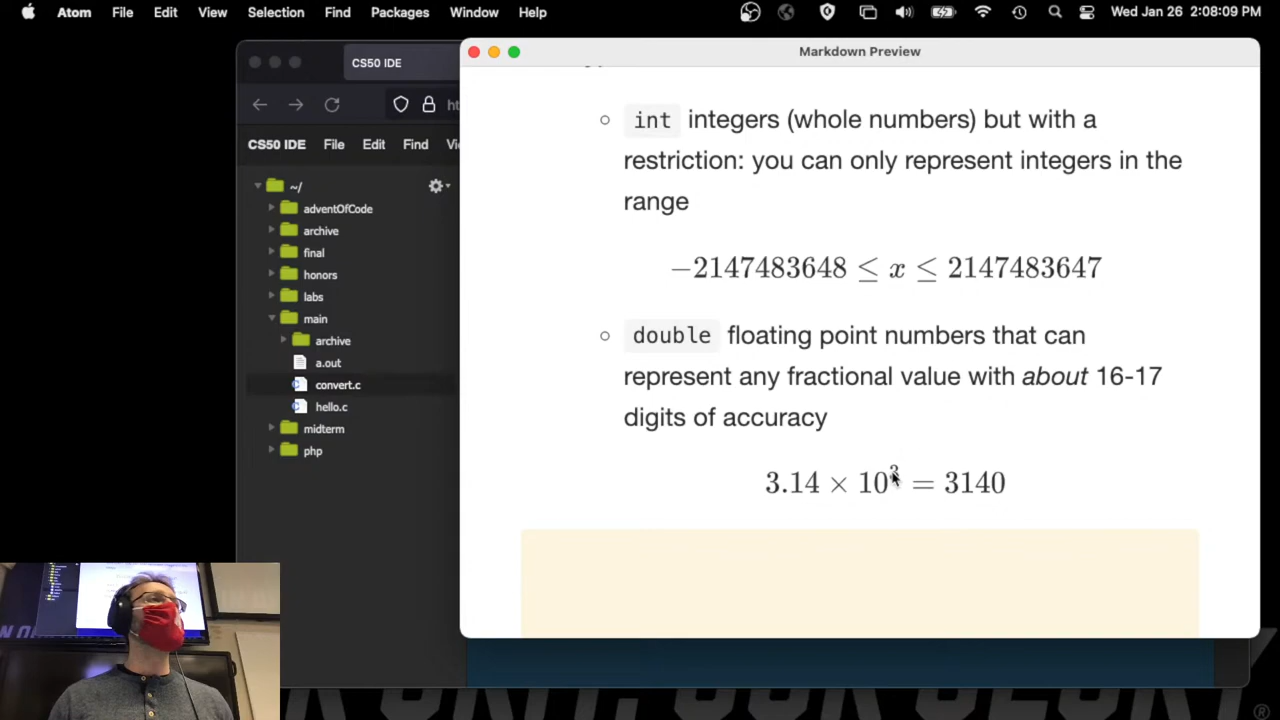 Atom File Edit View Selection Find Packages Window Help Wed Jan 26 2:08:09 PM
CS50 IDE
Markdown Preview
CS50 IDE File Edit Find
~/
adventOfCode
archive
final
honors
labs
main
archive
a.out
convert.c
hello.c
midterm
php
int integers (whole numbers) but with a
restriction: you can only represent integers in the
range
−2147483648 ≤ x ≤ 2147483647
double floating point numbers that can
represent any fractional value with about 16-17
digits of accuracy
3.14 × 10³ = 3140